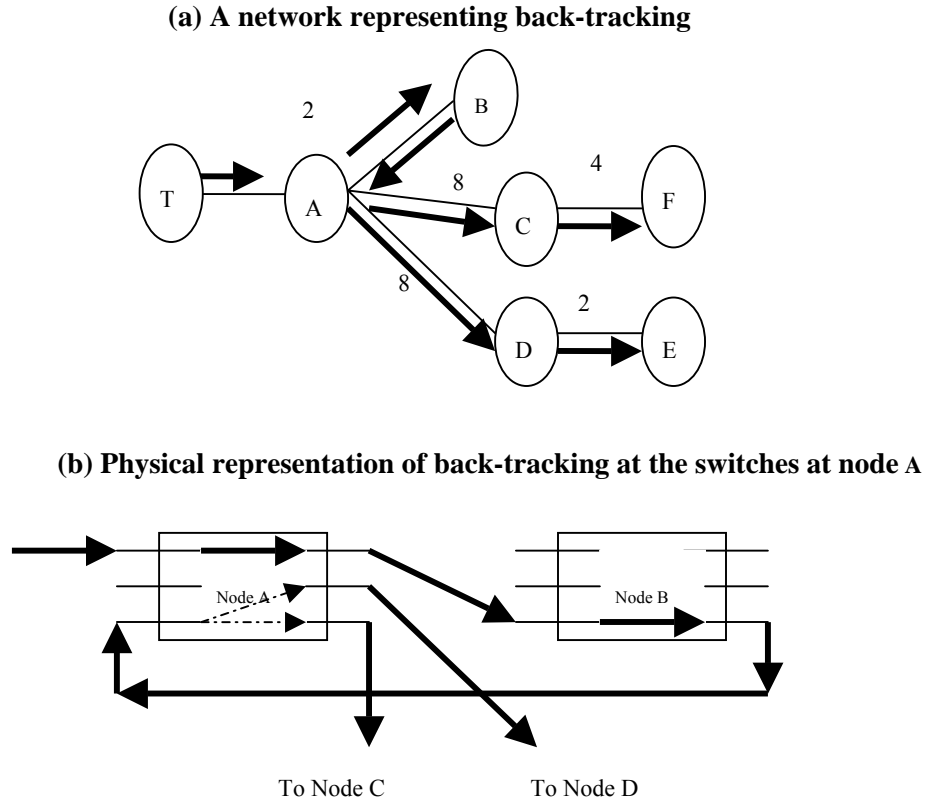 (a) A network representing back-tracking
2
B
T
A
8
4
C
F
8
2
D
E
(b) Physical representation of back-tracking at the switches at node A
Node A
Node B
To Node C
To Node D